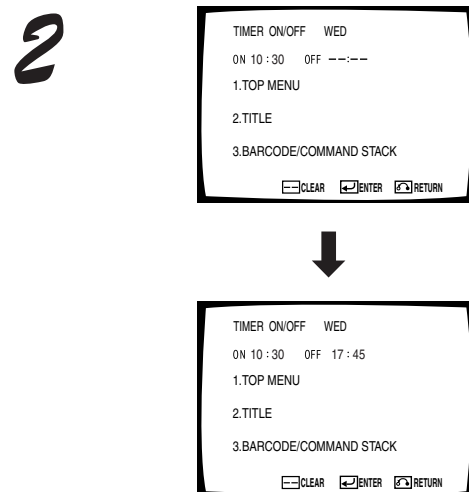 2
TIMER ON/OFF WED
ON 10 : 30 OFF --:--
1.TOP MENU
2.TITLE
3.BARCODE/COMMAND STACK
--CLEAR ENTER RETURN
TIMER ON/OFF WED
ON 10 : 30 OFF 17 : 45
1.TOP MENU
2.TITLE
3.BARCODE/COMMAND STACK
--CLEAR ENTER RETURN